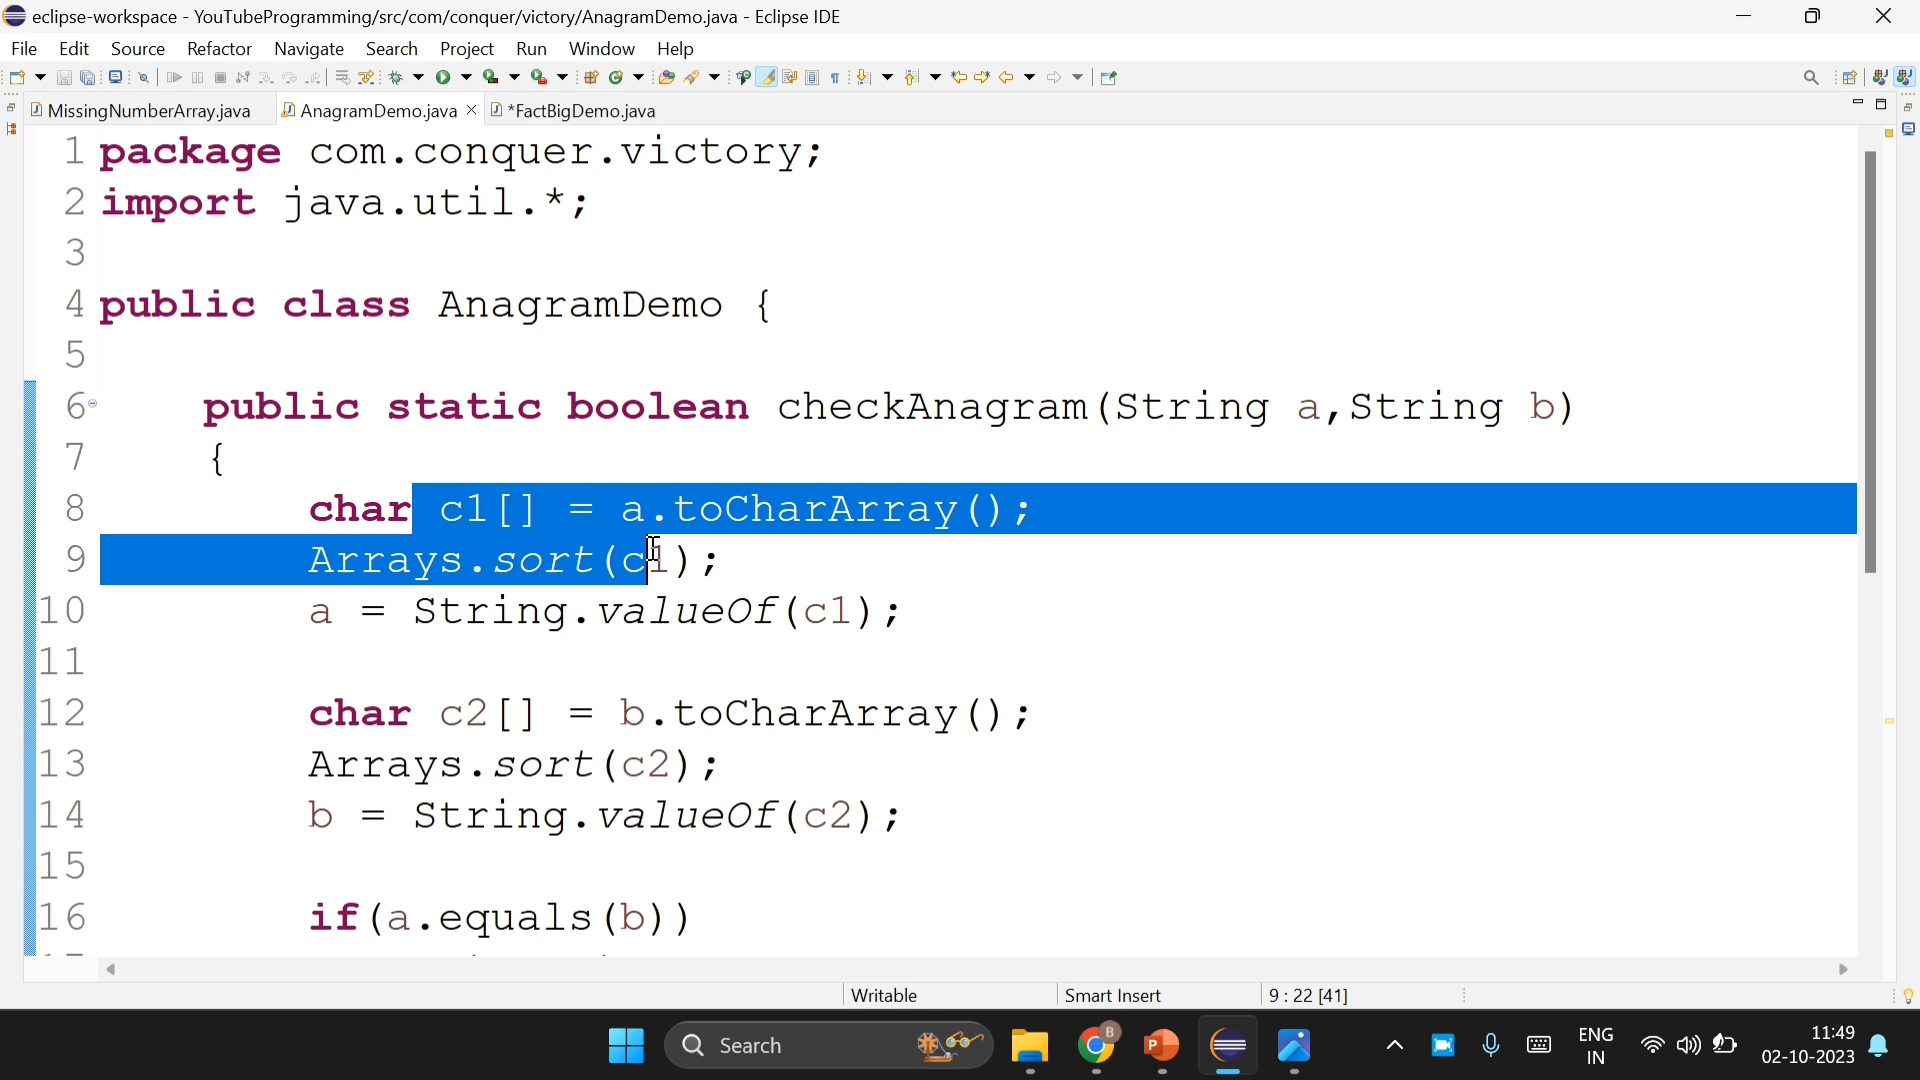 eclipse-workspace - YouTubeProgramming/src/com/conquer/victory/AnagramDemo.java - Eclipse IDE
File Edit Source Refactor Navigate Search Project Run Window Help
MissingNumberArray.java AnagramDemo.java *FactBigDemo.java
1 package com.conquer.victory;
2 import java.util.*;
3
4 public class AnagramDemo {
5
6 public static boolean checkAnagram(String a,String b)
7 {
8 char c1[] = a.toCharArray();
9 Arrays.sort(c1);
10 a = String.valueOf(c1);
11
12 char c2[] = b.toCharArray();
13 Arrays.sort(c2);
14 b = String.valueOf(c2);
15
16 if(a.equals(b))
Writable Smart Insert 9 : 22 [41]
Search B P ENG 11:49
IN 02-10-2023